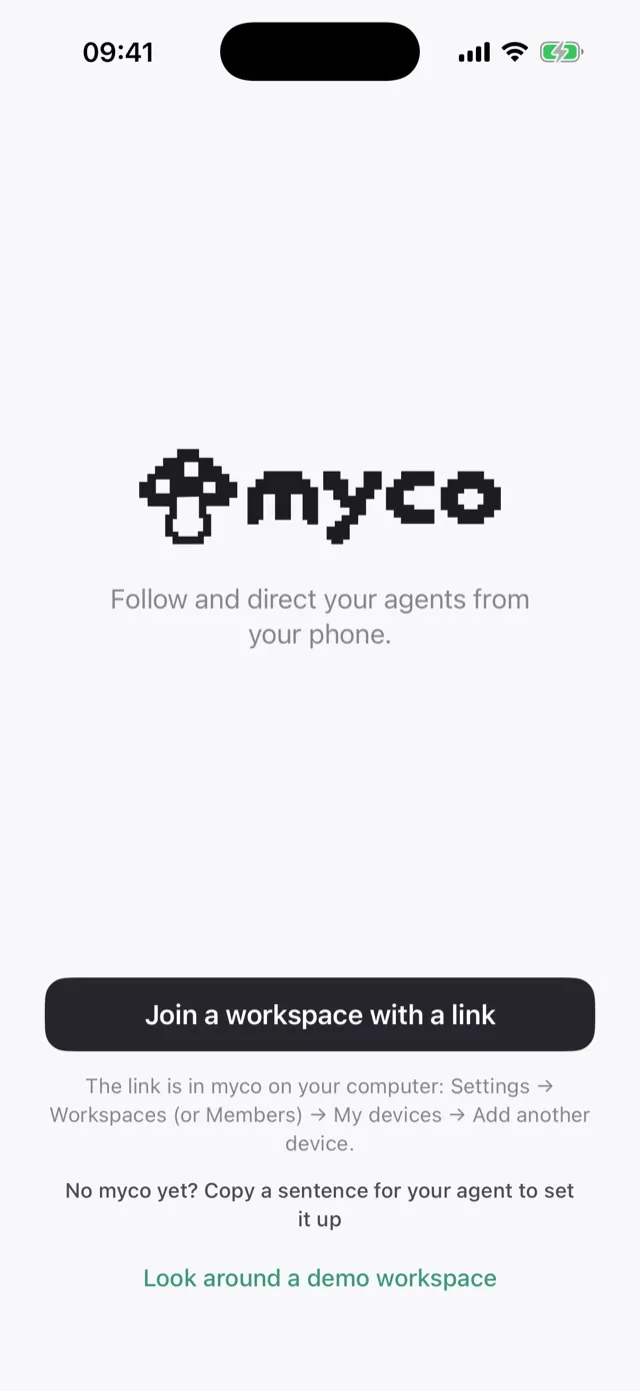 09:41
myco
Follow and direct your agents from
your phone.
Join a workspace with a link
The link is in myco on your computer: Settings →
Workspaces (or Members) → My devices → Add another
device.
No myco yet? Copy a sentence for your agent to set
it up
Look around a demo workspace